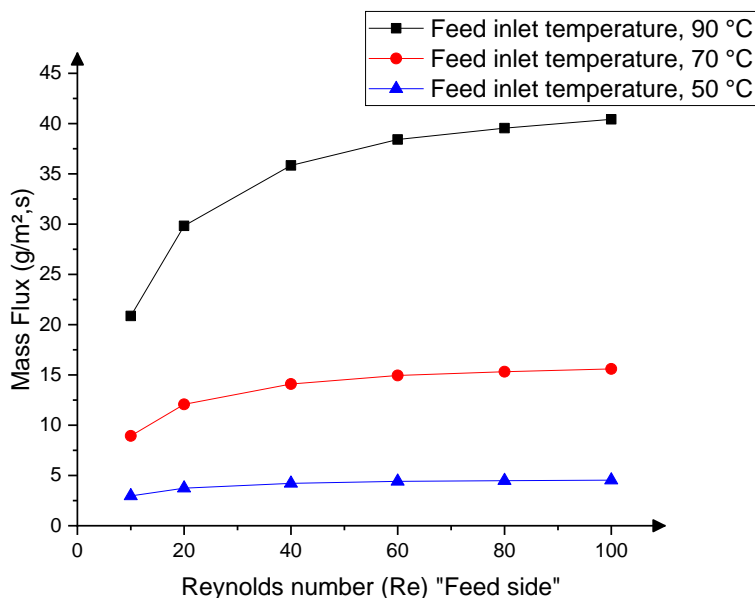 Feed inlet temperature, 90 °C
Feed inlet temperature, 70 °C
Feed inlet temperature, 50 °C
45
40
35
30
25
20
15
10
5
0
Mass Flux (g/m²,s)
0 20 40 60 80 100
Reynolds number (Re) "Feed side"